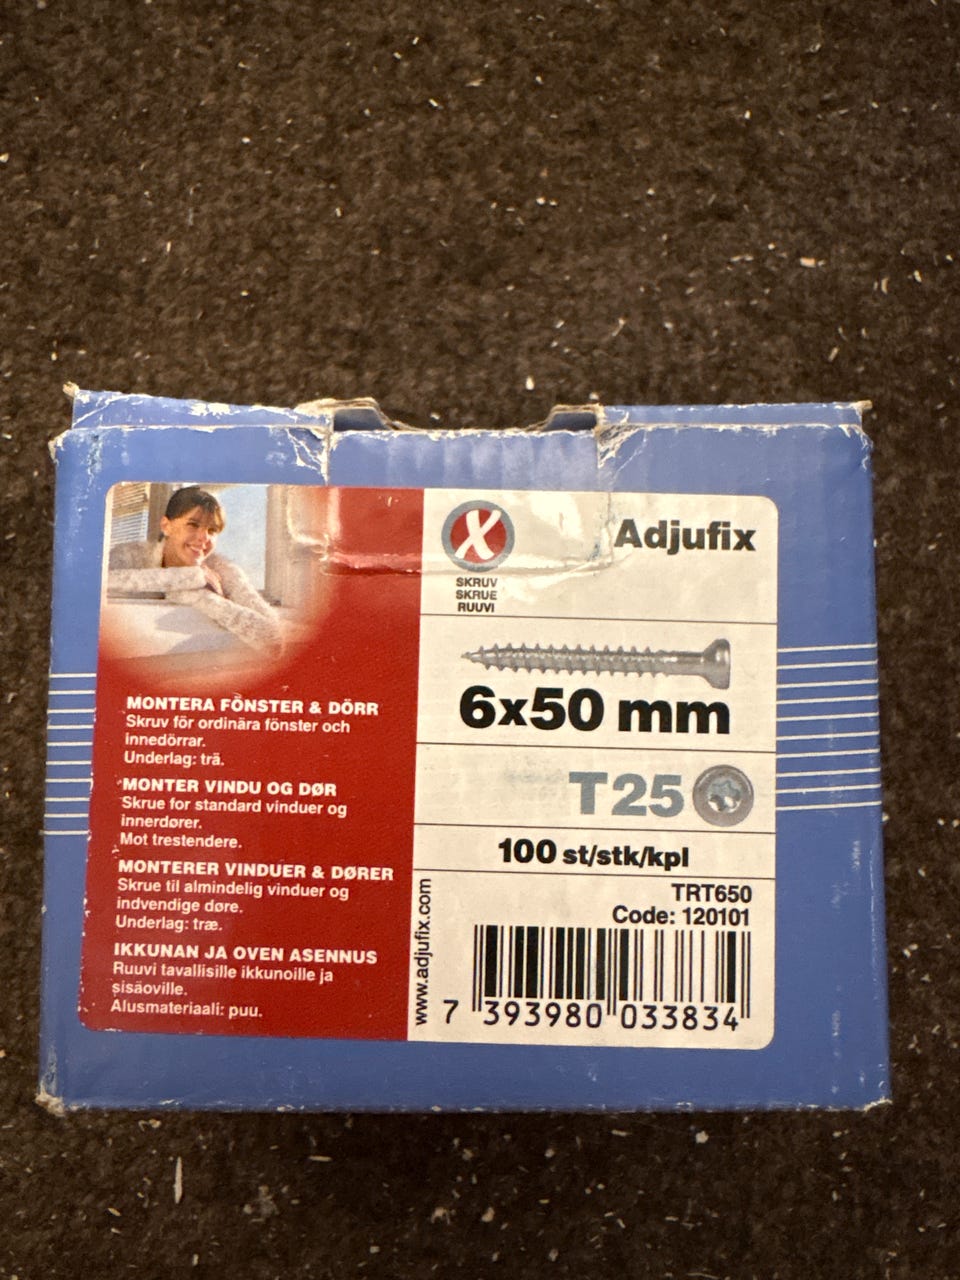 MONTERA FÖNSTER & DÖRR
Skruv för ordinära fönster och
innedörrar.
Underlag: trä.
MONTER VINDU OG DØR
Skrue for standard vinduer og
innerdører.
Mot trestendere.
MONTERER VINDUER & DØRER
Skrue til almindelig vinduer og
indvendige døre.
Underlag: træ.
IKKUNAN JA OVEN ASENNUS
Ruuvi tavallisille ikkunoille ja
sisäoville.
Alusmateriaali: puu.
X
SKRUV
SKRUE
RUUVI
Adjufix
6x50 mm
T25
100 st/stk/kpl
TRT650
Code: 120101
www.adjufix.com
7 393980 033834